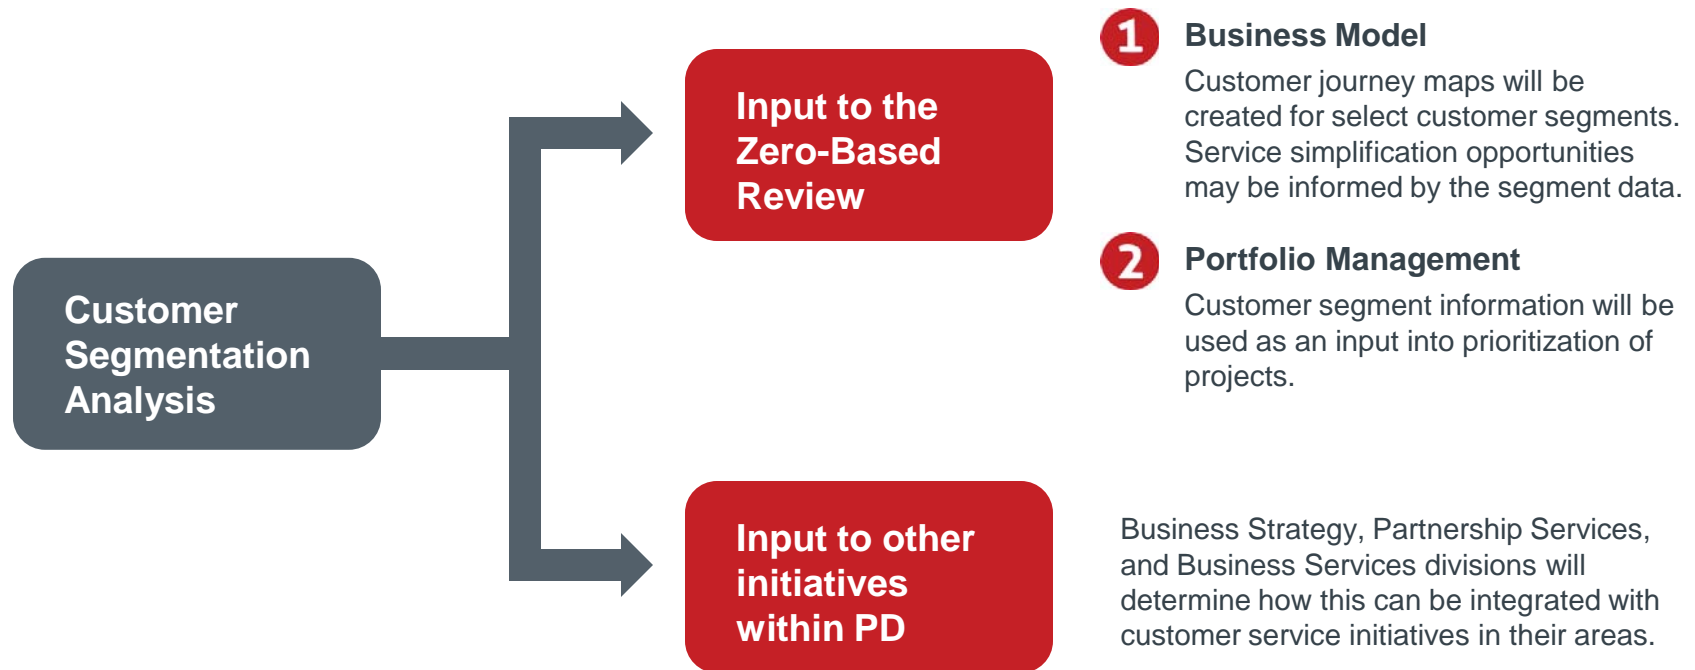 Customer
Segmentation
Analysis
Input to the
Zero-Based
Review
1
Business Model
Customer journey maps will be
created for select customer segments.
Service simplification opportunities
may be informed by the segment data.
2
Portfolio Management
Customer segment information will be
used as an input into prioritization of
projects.
Input to other
initiatives
within PD
Business Strategy, Partnership Services,
and Business Services divisions will
determine how this can be integrated with
customer service initiatives in their areas.